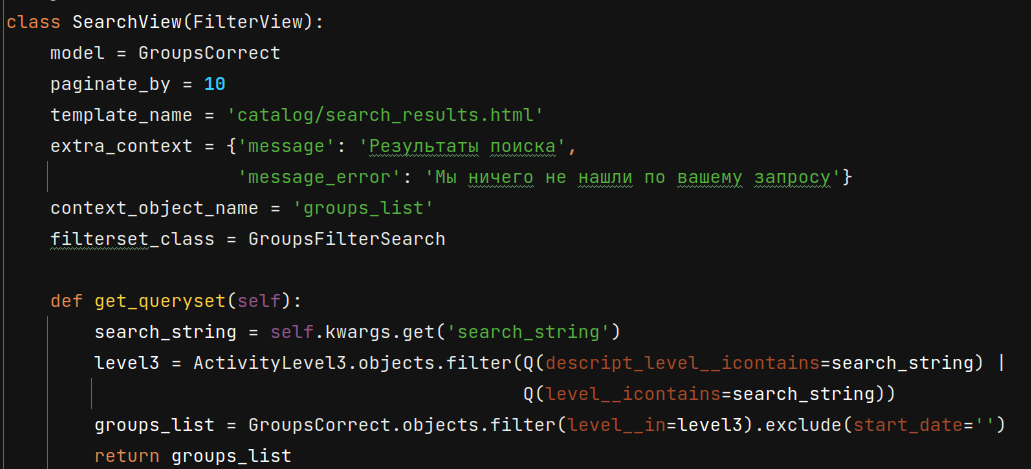 class SearchView(FilterView):
    model = GroupsCorrect
    paginate_by = 10
    template_name = 'catalog/search_results.html'
    extra_context = {'message': 'Результаты поиска',
                     'message_error': 'Мы ничего не нашли по вашему запросу'}
    context_object_name = 'groups_list'
    filterset_class = GroupsFilterSearch

    def get_queryset(self):
        search_string = self.kwargs.get('search_string')
        level3 = ActivityLevel3.objects.filter(Q(descript_level__icontains=search_string) |
                                               Q(level__icontains=search_string))
        groups_list = GroupsCorrect.objects.filter(level__in=level3).exclude(start_date='')
        return groups_list